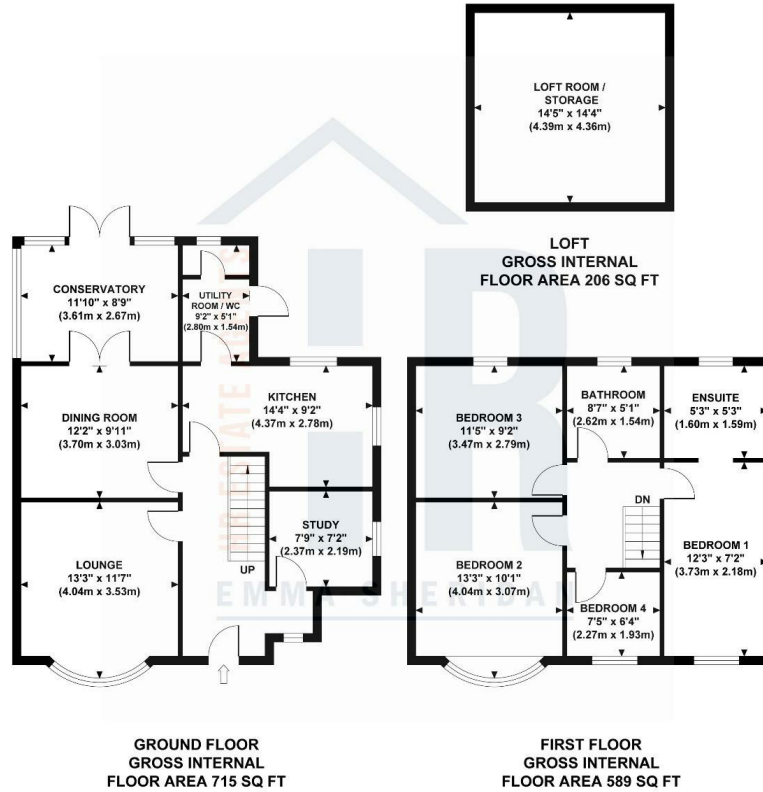 LOFT ROOM /
STORAGE
14'5" x 14'4"
(4.39m x 4.36m)
LOFT
GROSS INTERNAL
FLOOR AREA 206 SQ FT
CONSERVATORY
11'10" x 8'9"
(3.61m x 2.67m)
UTILITY
ROOM / WC
9'2" x 5'1"
(2.80m x 1.54m)
KITCHEN
14'4" x 9'2"
(4.37m x 2.78m)
DINING ROOM
12'2" x 9'11"
(3.70m x 3.03m)
STUDY
7'9" x 7'2"
(2.37m x 2.19m)
UP
LOUNGE
13'3" x 11'7"
(4.04m x 3.53m)
GROUND FLOOR
GROSS INTERNAL
FLOOR AREA 715 SQ FT
BEDROOM 3
11'5" x 9'2"
(3.47m x 2.79m)
BATHROOM
8'7" x 5'1"
(2.62m x 1.54m)
ENSUITE
5'3" x 5'3"
(1.60m x 1.59m)
DN
BEDROOM 1
12'3" x 7'2"
(3.73m x 2.18m)
BEDROOM 2
13'3" x 10'1"
(4.04m x 3.07m)
BEDROOM 4
7'5" x 6'4"
(2.27m x 1.93m)
FIRST FLOOR
GROSS INTERNAL
FLOOR AREA 589 SQ FT
ESTATE AGENTS
EMMA SHERIDAN